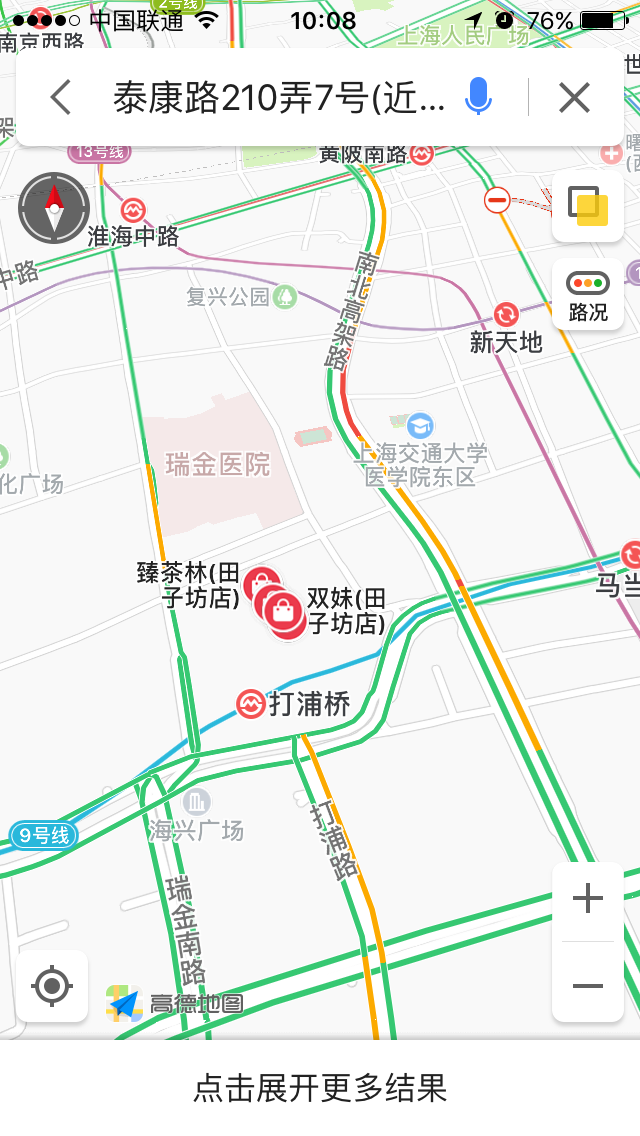 中国联通
10:08
76%
2号线
南京西路
上海人民广场
泰康路210弄7号(近...
13号线
黄陂南路
淮海中路
中路
复兴公园
南北高架路
路况
新天地
瑞金医院
上海交通大学
医学院东区
化广场
臻茶林(田
子坊店)
双妹(田
子坊店)
马当
打浦桥
9号线
海兴广场
打浦路
瑞金南路
高德地图
点击展开更多结果